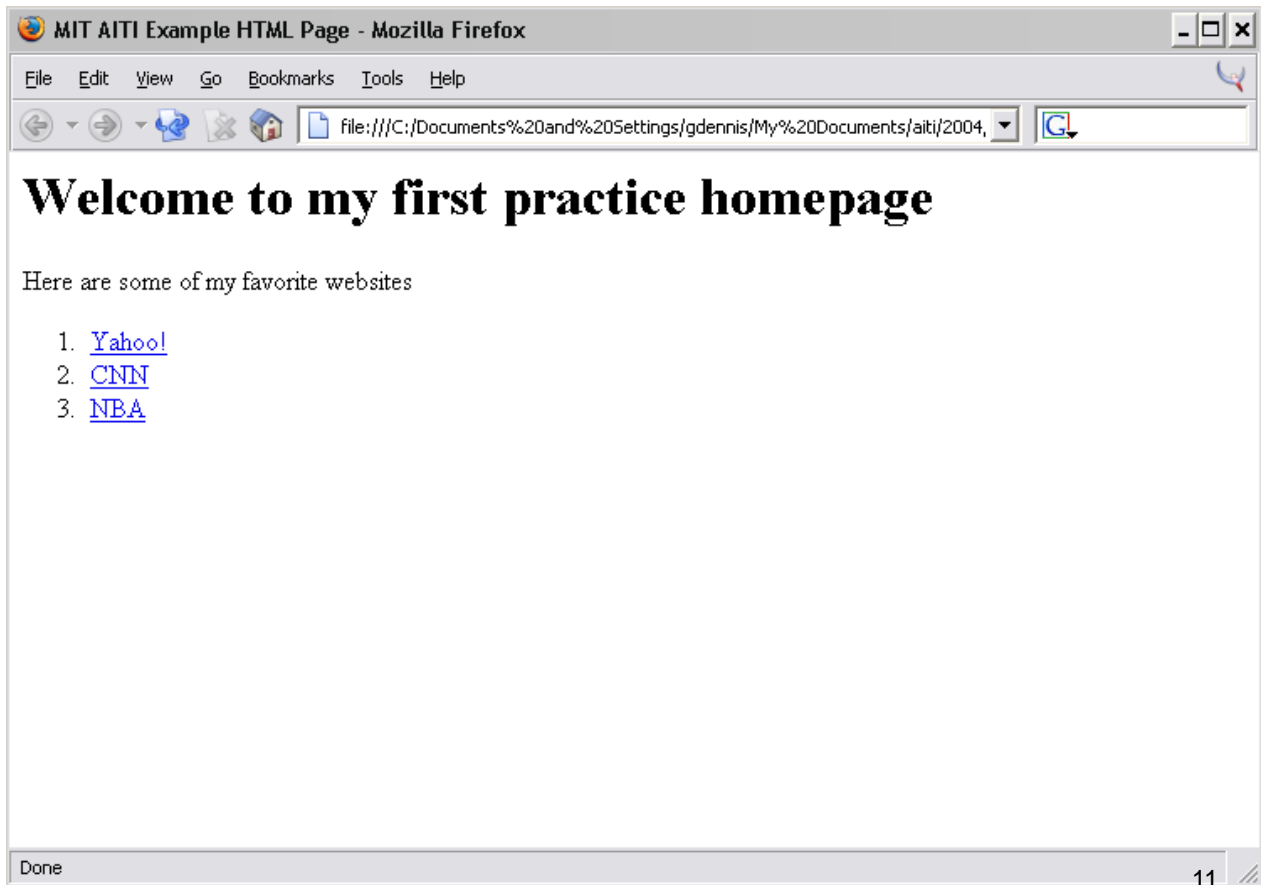 MIT AITI Example HTML Page - Mozilla Firefox
File Edit View Go Bookmarks Tools Help
file:///C:/Documents%20and%20Settings/gdennis/My%20Documents/aiti/2004,
G
Welcome to my first practice homepage
Here are some of my favorite websites
1. Yahoo!
2. CNN
3. NBA
Done
11